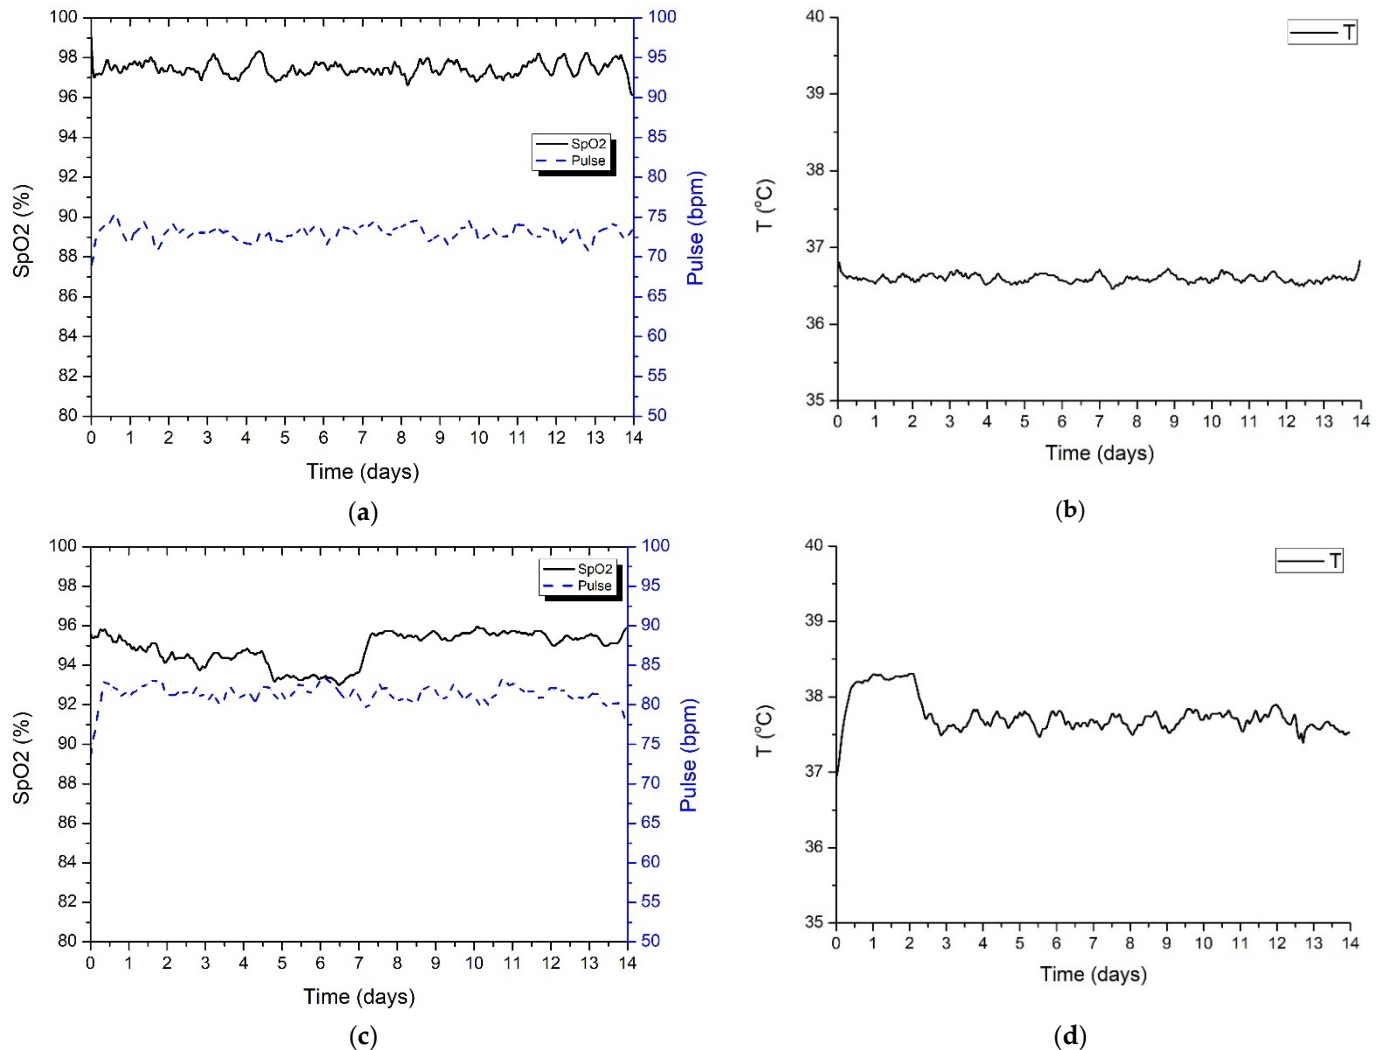 100
98
96
94
92
90
88
86
84
82
80
SpO2 (%)
100
95
90
85
80
75
70
65
60
55
50
Pulse (bpm)
SpO2
Pulse
0 1 2 3 4 5 6 7 8 9 10 11 12 13 14
Time (days)
(a)
40
39
38
37
36
35
T (°C)
T
0 1 2 3 4 5 6 7 8 9 10 11 12 13 14
Time (days)
(b)
100
98
96
94
92
90
88
86
84
82
80
SpO2 (%)
100
95
90
85
80
75
70
65
60
55
50
Pulse (bpm)
SpO2
Pulse
0 1 2 3 4 5 6 7 8 9 10 11 12 13 14
Time (days)
(c)
40
39
38
37
36
35
T (°C)
T
0 1 2 3 4 5 6 7 8 9 10 11 12 13 14
Time (days)
(d)